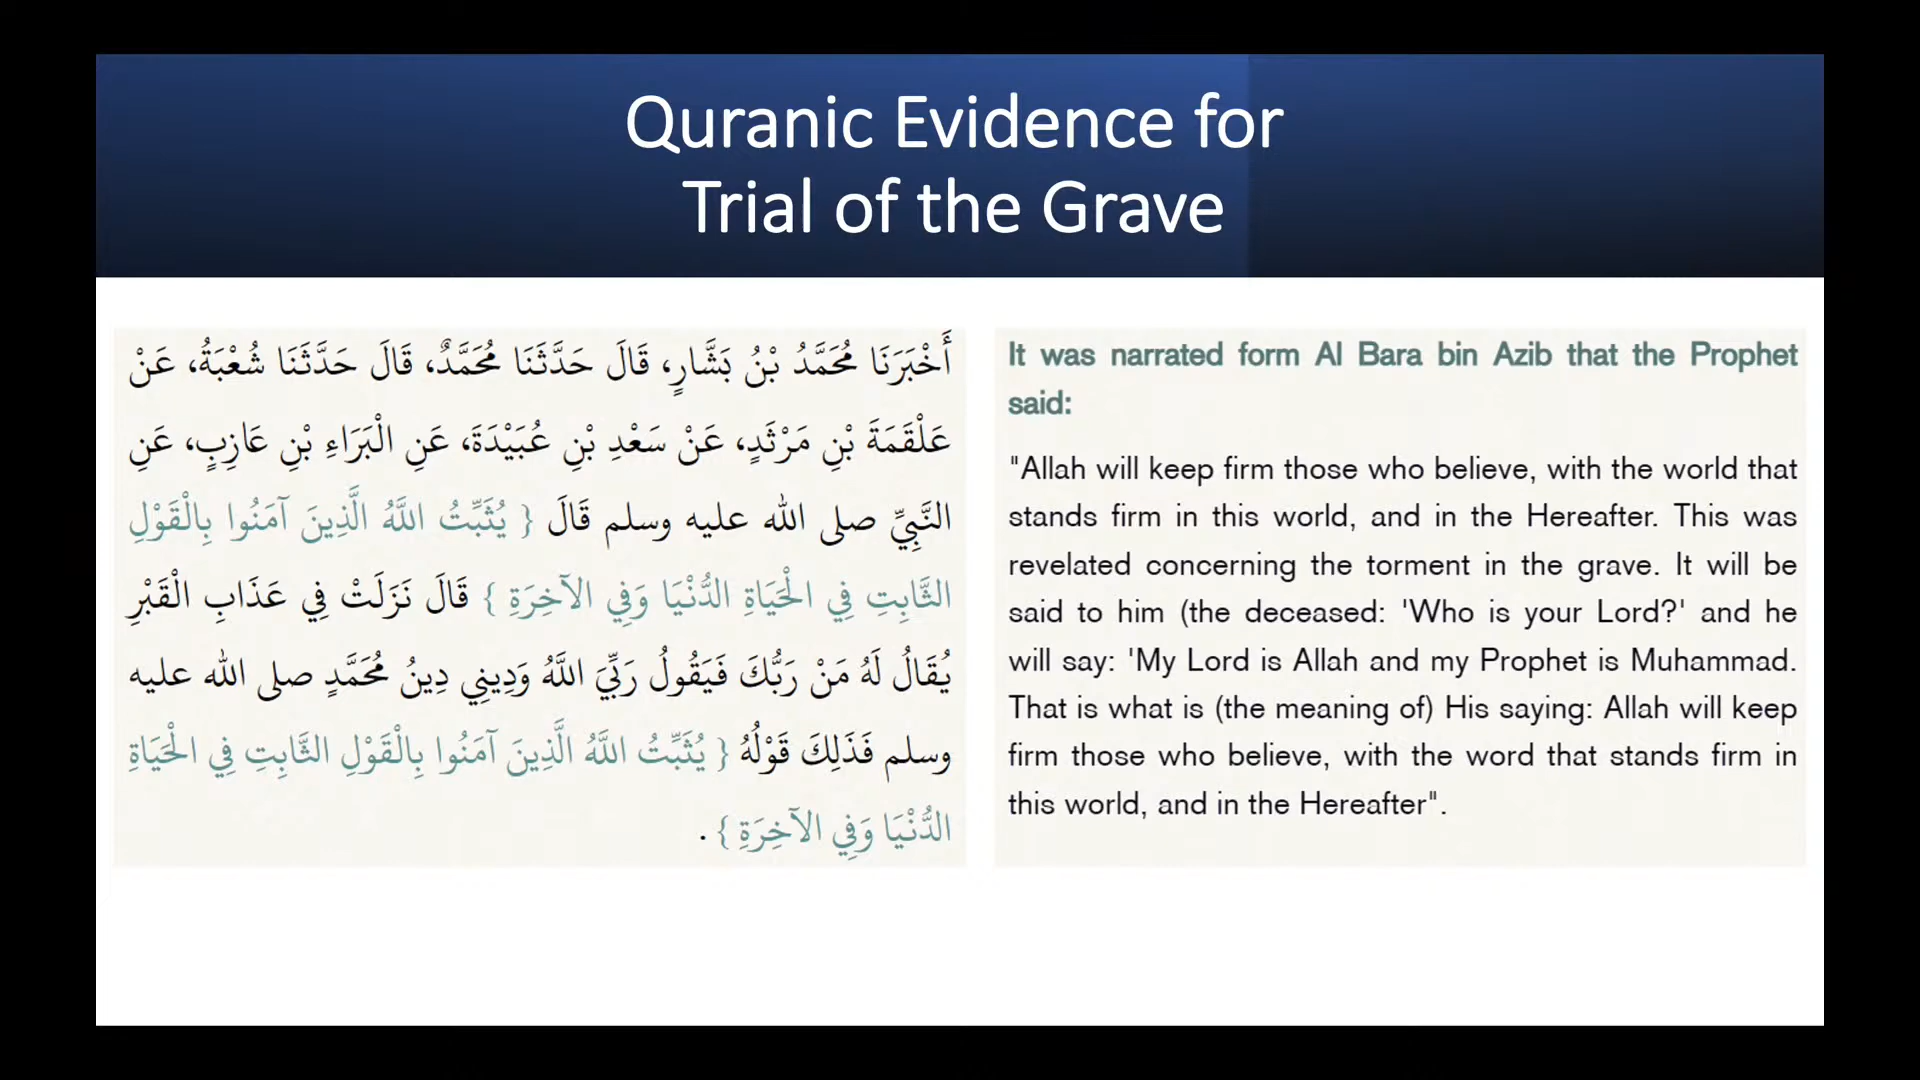 Quranic Evidence for
Trial of the Grave
أَخْبَرَنَا مُحَمَّدُ بْنُ بَشَّارٍ، قَالَ حَدَّثَنَا مُحَمَّدٌ، قَالَ حَدَّثَنَا شُعْبَةُ، عَنْ
عَلْقَمَةَ بْنِ مَرْثَدٍ، عَنْ سَعْدِ بْنِ عُبَيْدَةَ، عَنِ الْبَرَاءِ بْنِ عَازِبٍ، عَنِ
النَّبِيِّ صلى الله عليه وسلم قَالَ { يُثَبِّتُ اللَّهُ الَّذِينَ آمَنُوا بِالْقَوْلِ
الثَّابِتِ فِي الْحَيَاةِ الدُّنْيَا وَفِي الآخِرَةِ } قَالَ نَزَلَتْ فِي عَذَابِ الْقَبْرِ
يُقَالُ لَهُ مَنْ رَبُّكَ فَيَقُولُ رَبِّيَ اللَّهُ وَدِينِي دِينُ مُحَمَّدٍ صلى الله عليه
وسلم فَذَلِكَ قَوْلُهُ { يُثَبِّتُ اللَّهُ الَّذِينَ آمَنُوا بِالْقَوْلِ الثَّابِتِ فِي الْحَيَاةِ
الدُّنْيَا وَفِي الآخِرَةِ } .
It was narrated form Al Bara bin Azib that the Prophet
said:
"Allah will keep firm those who believe, with the world that
stands firm in this world, and in the Hereafter. This was
revelated concerning the torment in the grave. It will be
said to him (the deceased: 'Who is your Lord?' and he
will say: 'My Lord is Allah and my Prophet is Muhammad.
That is what is (the meaning of) His saying: Allah will keep
firm those who believe, with the word that stands firm in
this world, and in the Hereafter".